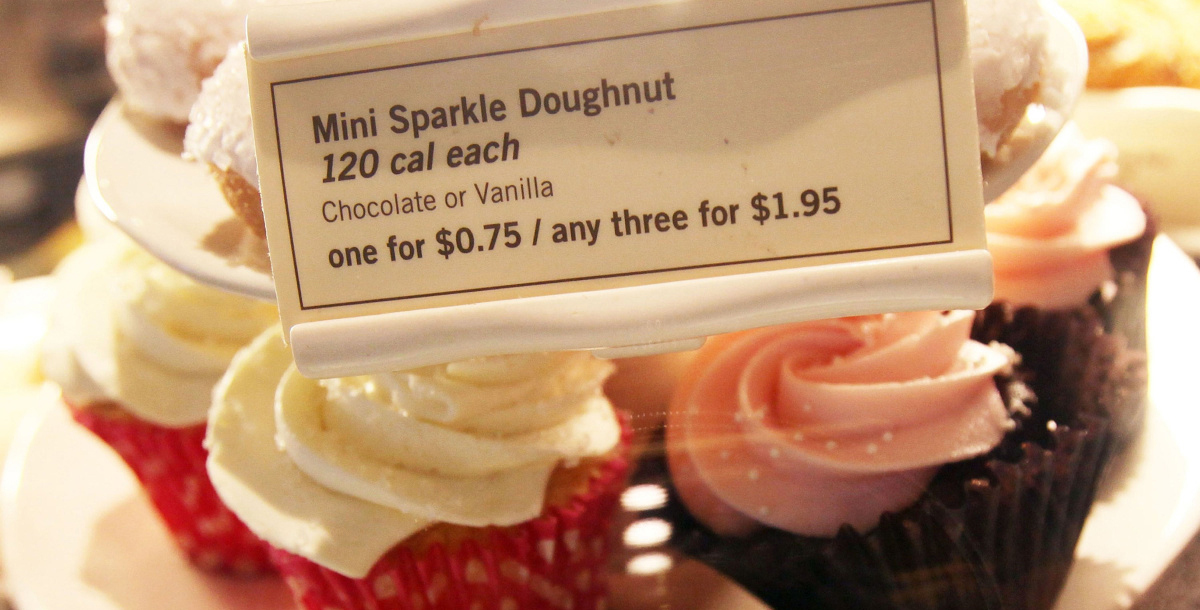 Mini Sparkle Doughnut
120 cal each
Chocolate or Vanilla
one for $0.75 / any three for $1.95